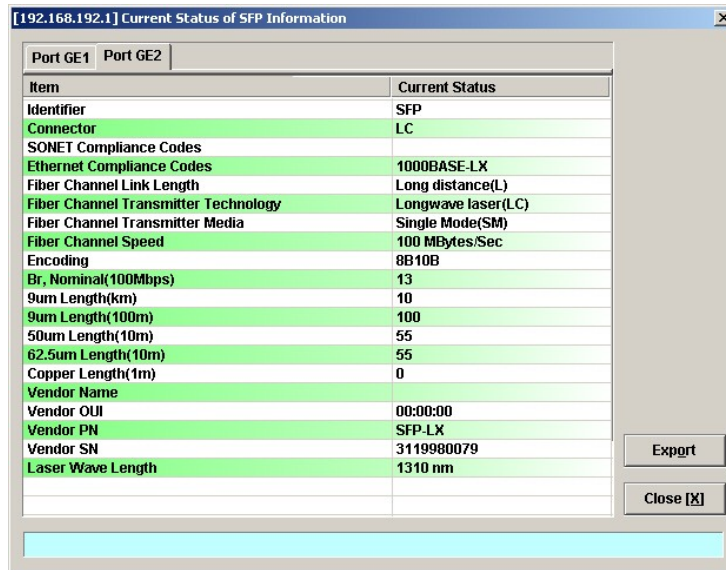 [192.168.192.1] Current Status of SFP Information
Port GE1 Port GE2
Item Current Status
Identifier SFP
Connector LC
SONET Compliance Codes
Ethernet Compliance Codes 1000BASE-LX
Fiber Channel Link Length Long distance(L)
Fiber Channel Transmitter Technology Longwave laser(LC)
Fiber Channel Transmitter Media Single Mode(SM)
Fiber Channel Speed 100 MBytes/Sec
Encoding 8B10B
Br, Nominal(100Mbps) 13
9um Length(km) 10
9um Length(100m) 100
50um Length(10m) 55
62.5um Length(10m) 55
Copper Length(1m) 0
Vendor Name
Vendor OUI 00:00:00
Vendor PN SFP-LX
Vendor SN 3119980079
Laser Wave Length 1310 nm
Export
Close [X]